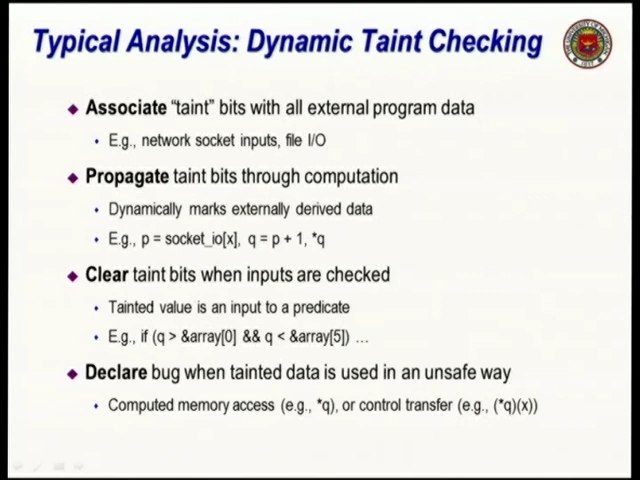 Typical Analysis: Dynamic Taint Checking
Associate “taint” bits with all external program data
E.g., network socket inputs, file I/O
Propagate taint bits through computation
Dynamically marks externally derived data
E.g., p = socket_io[x], q = p + 1, *q
Clear taint bits when inputs are checked
Tainted value is an input to a predicate
E.g., if (q > &array[0] && q < &array[5]) …
Declare bug when tainted data is used in an unsafe way
Computed memory access (e.g., *q), or control transfer (e.g., (*q)(x))